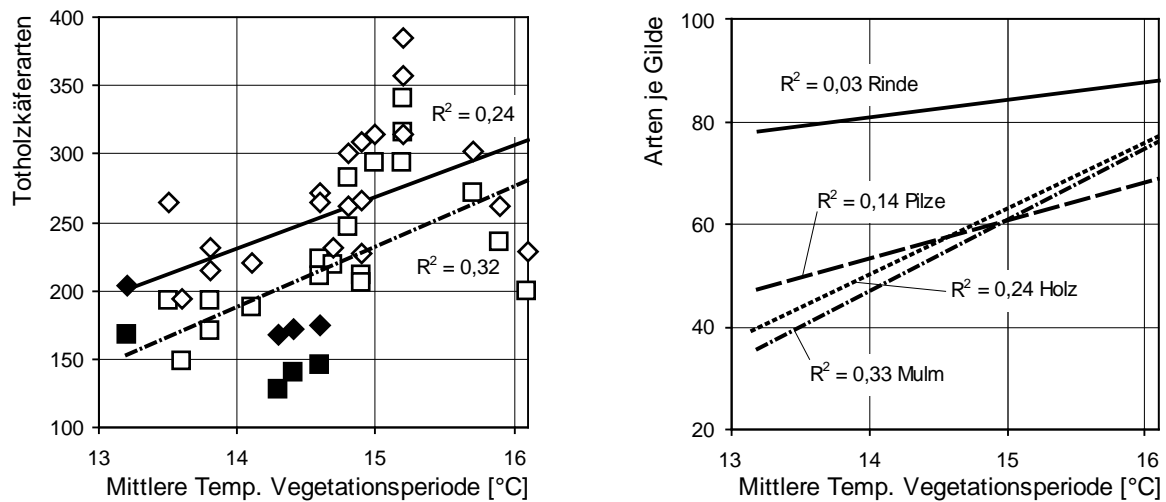 Totholzkäferarten
400
350
300
250
200
150
100
R² = 0,24
R² = 0,32
13
14
15
16
Mittlere Temp. Vegetationsperiode [°C]
Arten je Gilde
100
80
60
40
20
R² = 0,03 Rinde
R² = 0,14 Pilze
R² = 0,24 Holz
R² = 0,33 Mulm
13
14
15
16
Mittlere Temp. Vegetationsperiode [°C]